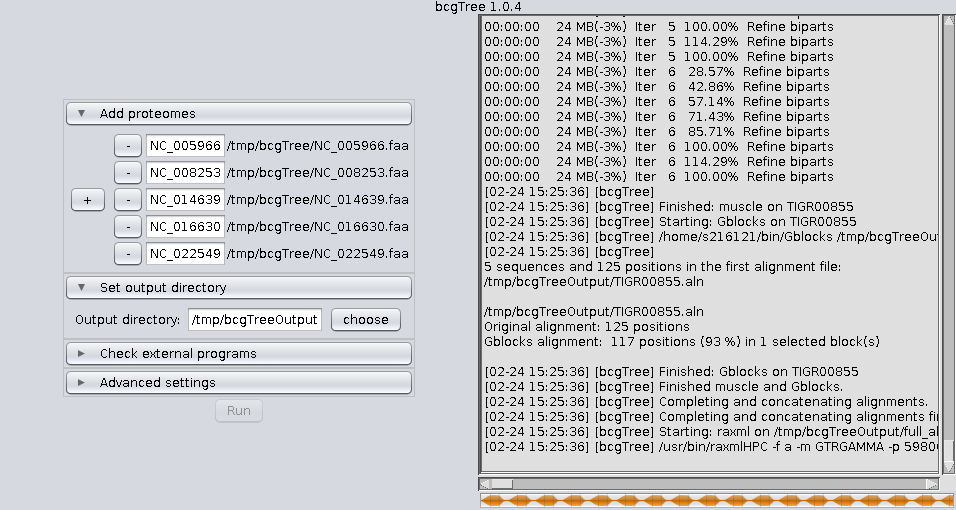 bcgTree 1.0.4
Add proteomes
- NC_005966 /tmp/bcgTree/NC_005966.faa
- NC_008253 /tmp/bcgTree/NC_008253.faa
+ - NC_014639 /tmp/bcgTree/NC_014639.faa
- NC_016630 /tmp/bcgTree/NC_016630.faa
- NC_022549 /tmp/bcgTree/NC_022549.faa
Set output directory
Output directory: /tmp/bcgTreeOutput choose
Check external programs
Advanced settings
Run
00:00:00 24 MB(-3%) Iter 5 100.00% Refine biparts
00:00:00 24 MB(-3%) Iter 5 114.29% Refine biparts
00:00:00 24 MB(-3%) Iter 5 100.00% Refine biparts
00:00:00 24 MB(-3%) Iter 6 28.57% Refine biparts
00:00:00 24 MB(-3%) Iter 6 42.86% Refine biparts
00:00:00 24 MB(-3%) Iter 6 57.14% Refine biparts
00:00:00 24 MB(-3%) Iter 6 71.43% Refine biparts
00:00:00 24 MB(-3%) Iter 6 85.71% Refine biparts
00:00:00 24 MB(-3%) Iter 6 100.00% Refine biparts
00:00:00 24 MB(-3%) Iter 6 114.29% Refine biparts
00:00:00 24 MB(-3%) Iter 6 100.00% Refine biparts
[02-24 15:25:36] [bcgTree]
[02-24 15:25:36] [bcgTree] Finished: muscle on TIGR00855
[02-24 15:25:36] [bcgTree] Starting: Gblocks on TIGR00855
[02-24 15:25:36] [bcgTree] /home/s216121/bin/Gblocks /tmp/bcgTreeOut
[02-24 15:25:36] [bcgTree]
5 sequences and 125 positions in the first alignment file:
/tmp/bcgTreeOutput/TIGR00855.aln
/tmp/bcgTreeOutput/TIGR00855.aln
Original alignment: 125 positions
Gblocks alignment: 117 positions (93 %) in 1 selected block(s)
[02-24 15:25:36] [bcgTree] Finished: Gblocks on TIGR00855
[02-24 15:25:36] [bcgTree] Finished muscle and Gblocks.
[02-24 15:25:36] [bcgTree] Completing and concatenating alignments.
[02-24 15:25:36] [bcgTree] Completing and concatenating alignments fi
[02-24 15:25:36] [bcgTree] Starting: raxml on /tmp/bcgTreeOutput/full_al
[02-24 15:25:36] [bcgTree] /usr/bin/raxmlHPC -f a -m GTRGAMMA -p 5980